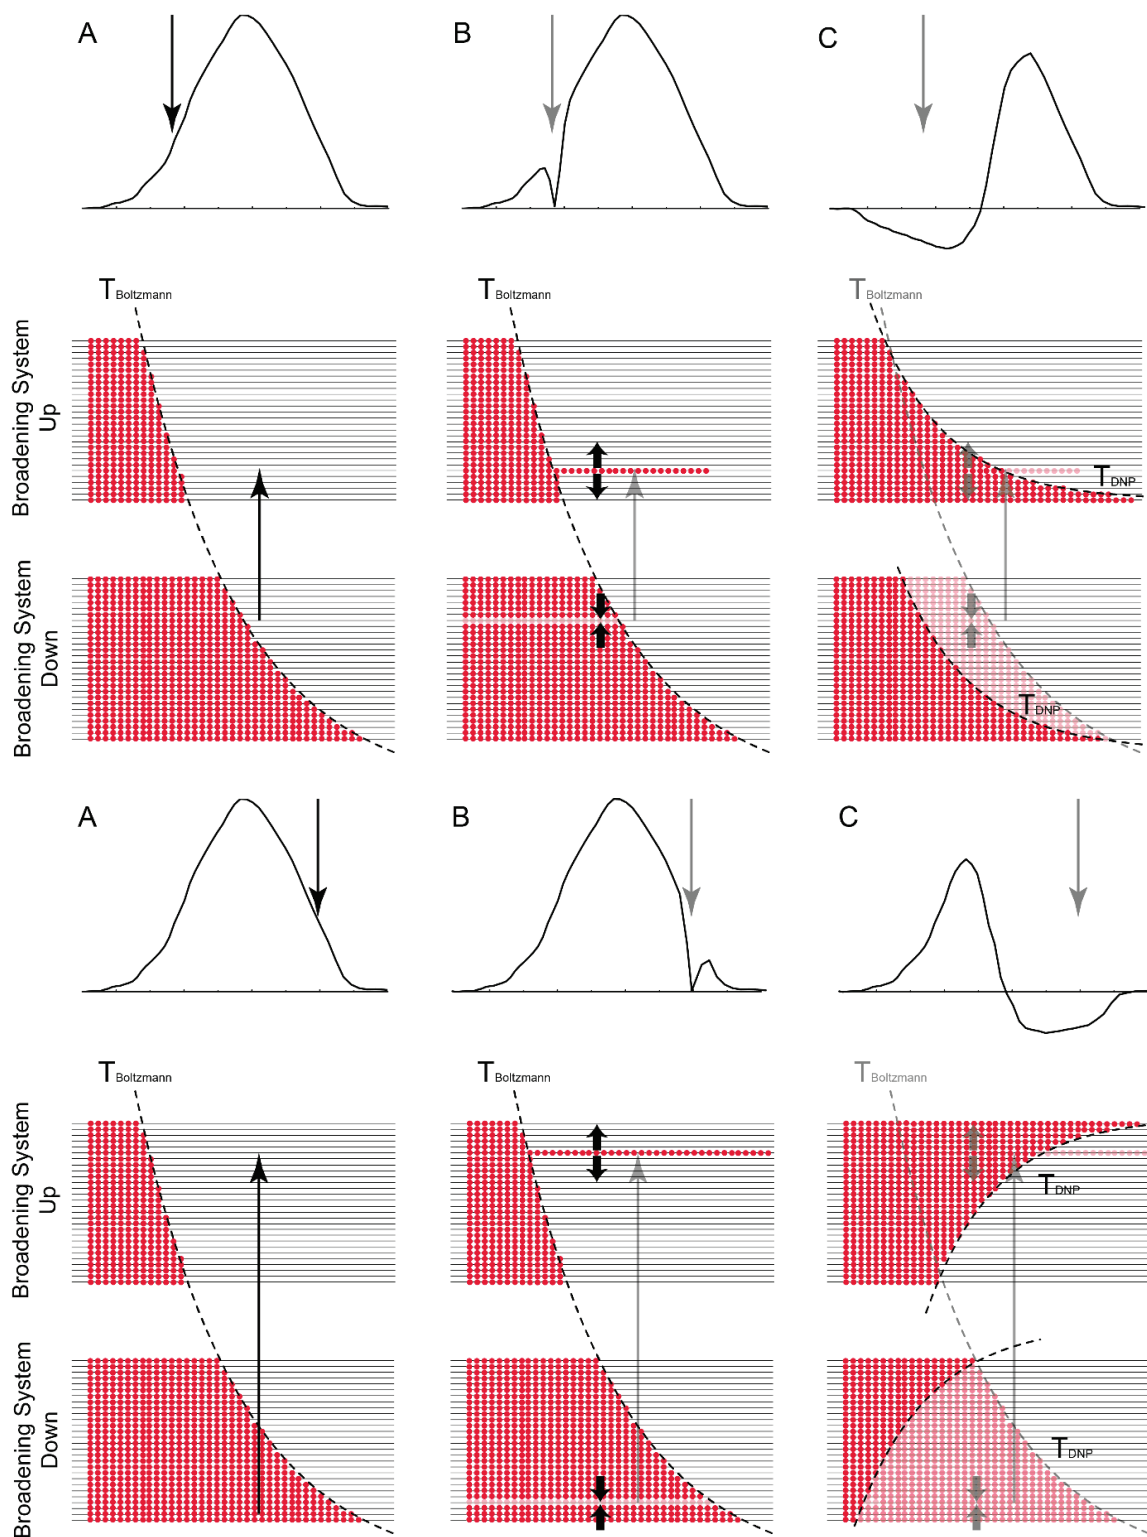 A
B
C
TBoltzmann
TBoltzmann
TBoltzmann
Broadening System
Up
TDNP
Broadening System
Down
TDNP
A
B
C
TBoltzmann
TBoltzmann
TBoltzmann
Broadening System
Up
TDNP
Broadening System
Down
TDNP